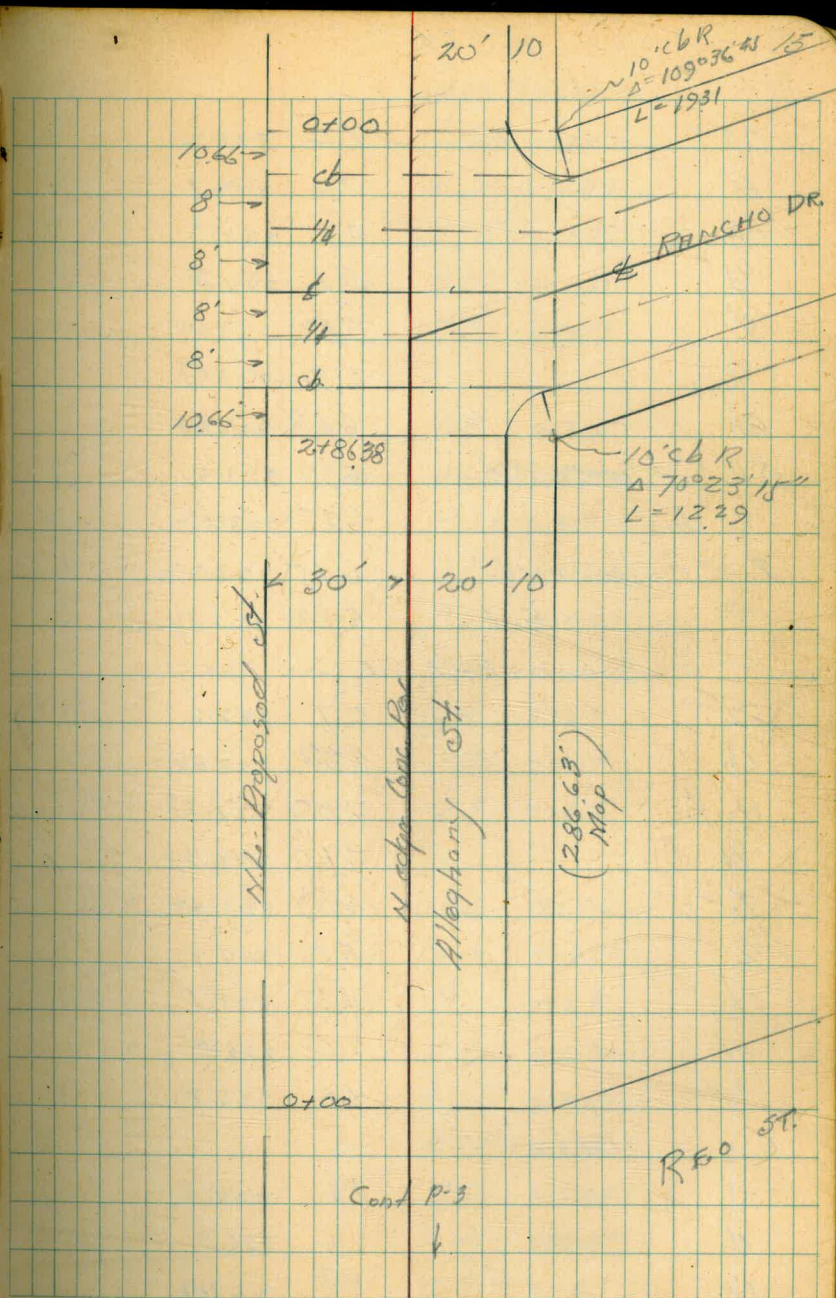 20' 10
15
10' cb R
Δ=109°36'45
L=1931
0+00
10.66
cb
8'
1/4
8'
RANCHO DR.
8'
1/4
8'
cb
10.66
2+86.38
10' cb R
Δ 70°23'15"
L=12.29
30' 20' 10
N. Ln. Proposed St.
N edge Conc. Pav
Alleghany St.
(286.63')
Map
0+00
REO ST.
Cont P-3